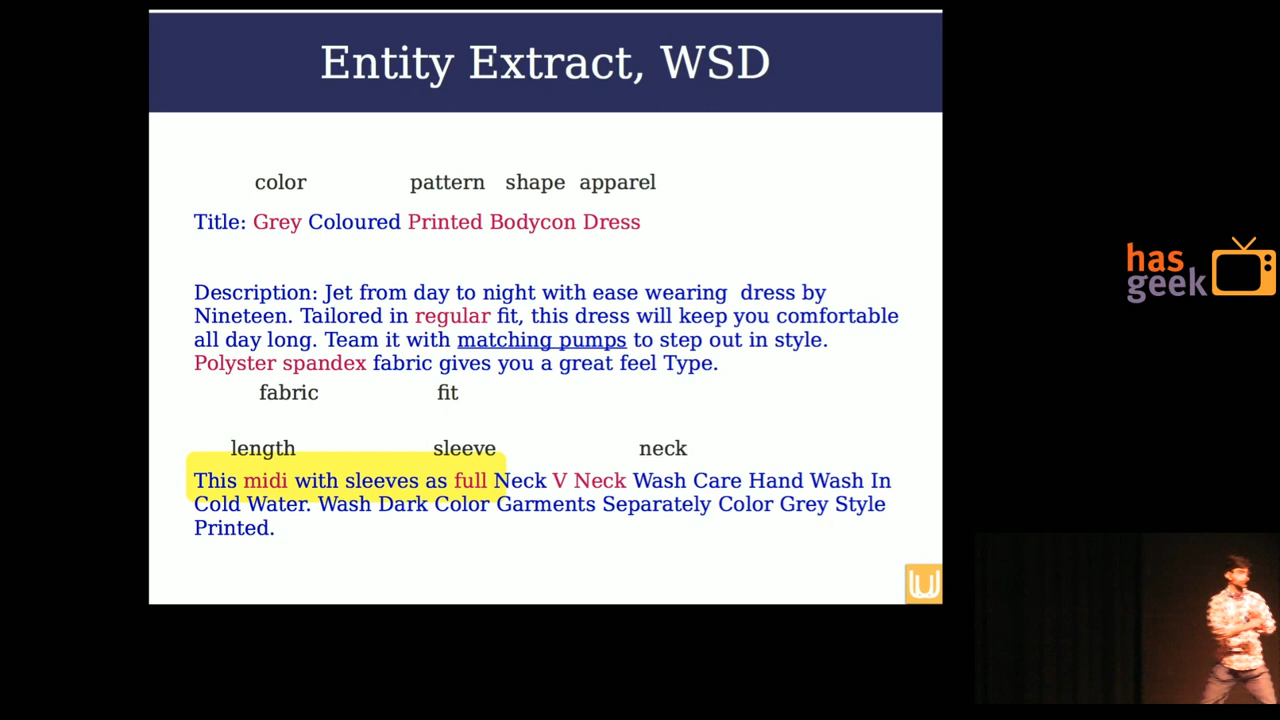 Entity Extract, WSD
color pattern shape apparel
Title: Grey Coloured Printed Bodycon Dress
Description: Jet from day to night with ease wearing dress by
Nineteen. Tailored in regular fit, this dress will keep you comfortable
all day long. Team it with matching pumps to step out in style.
Polyster spandex fabric gives you a great feel Type.
fabric fit
length sleeve neck
This midi with sleeves as full Neck V Neck Wash Care Hand Wash In
Cold Water. Wash Dark Color Garments Separately Color Grey Style
Printed.
has
geek